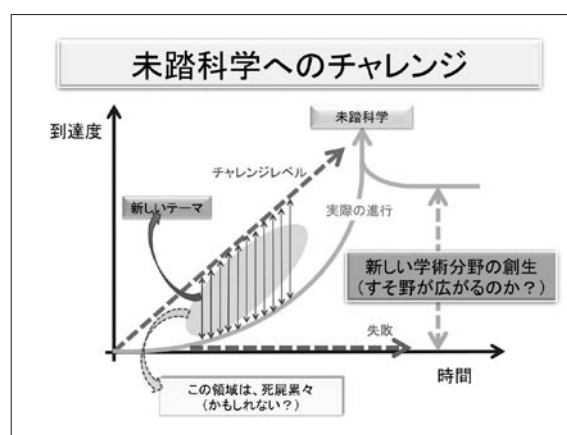 未踏科学へのチャレンジ
到達度
未踏科学
チャレンジレベル
新しいテーマ
実際の進行
新しい学術分野の創生
（すそ野が広がるのか？）
失敗
時間
この領域は、死屍累々
（かもしれない？）